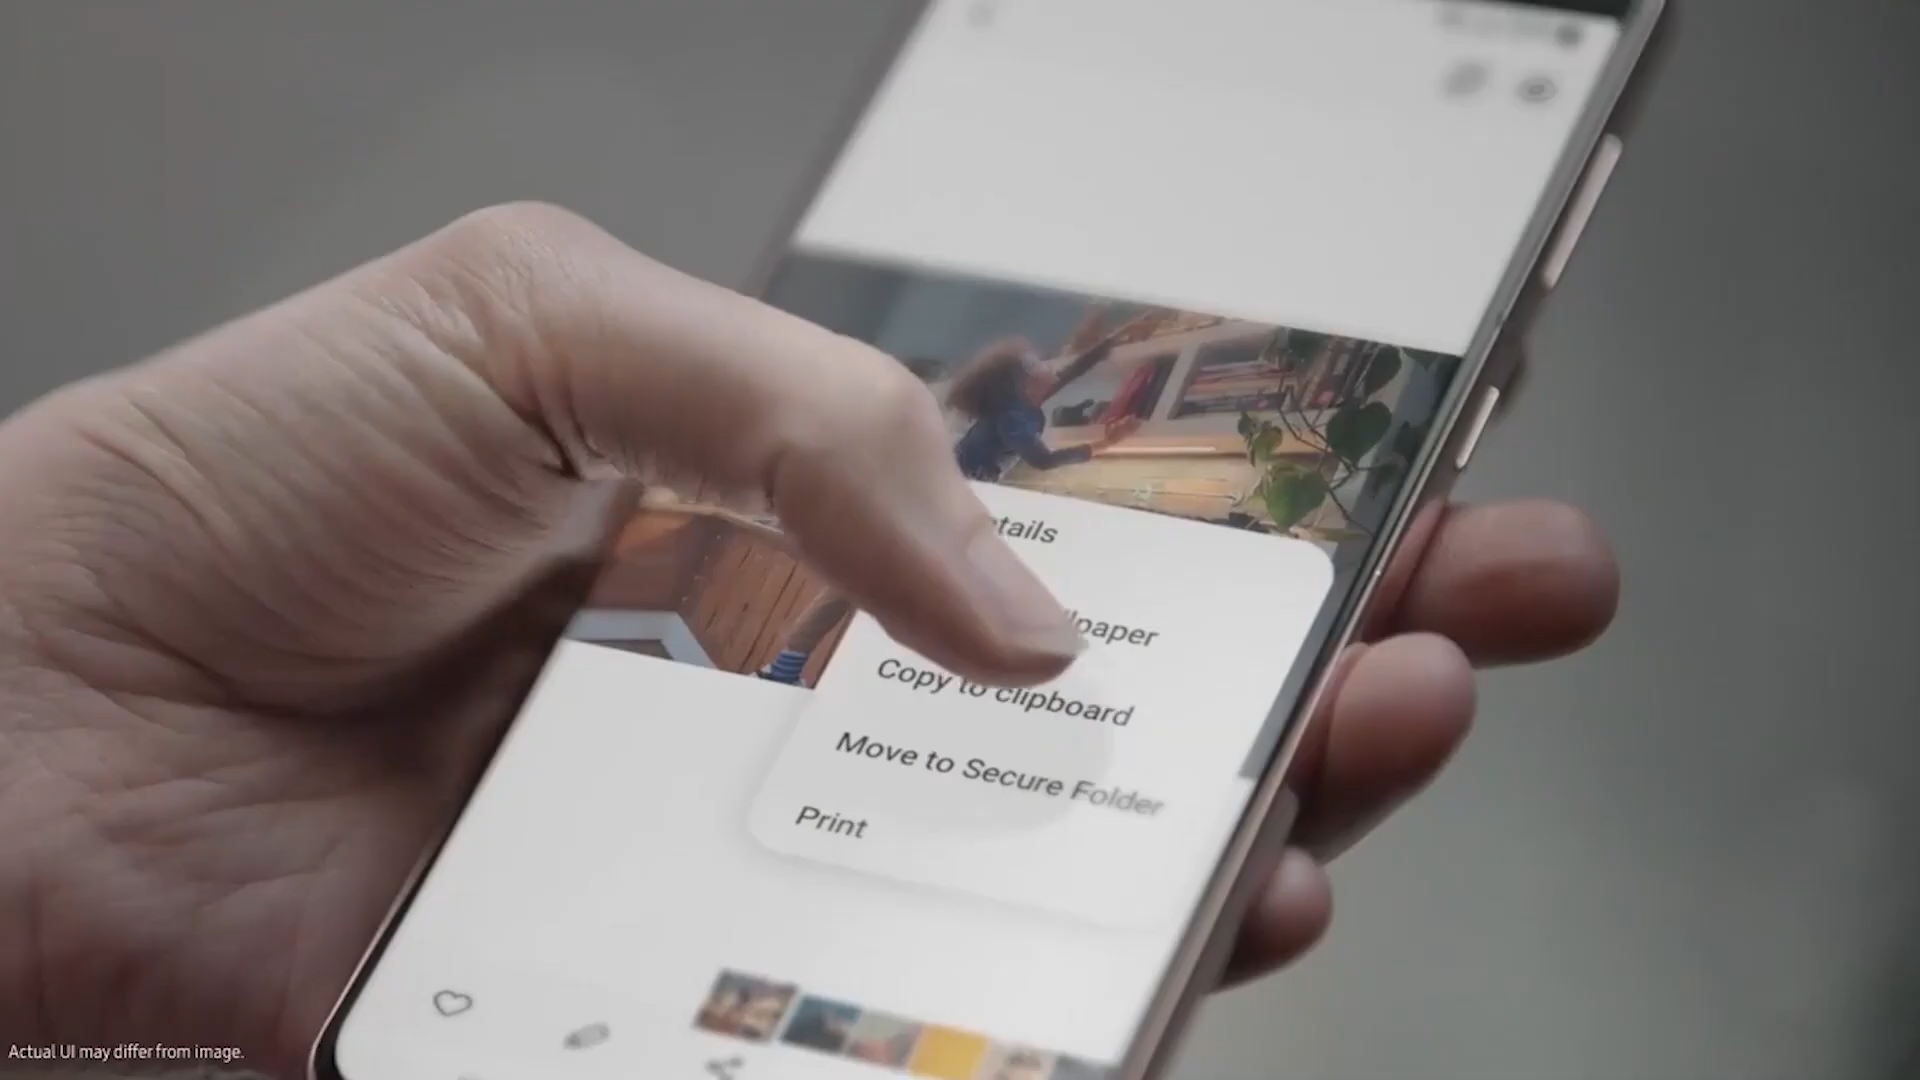 tails
lpaper
Copy to clipboard
Move to Secure Folder
Print
Actual UI may differ from image.